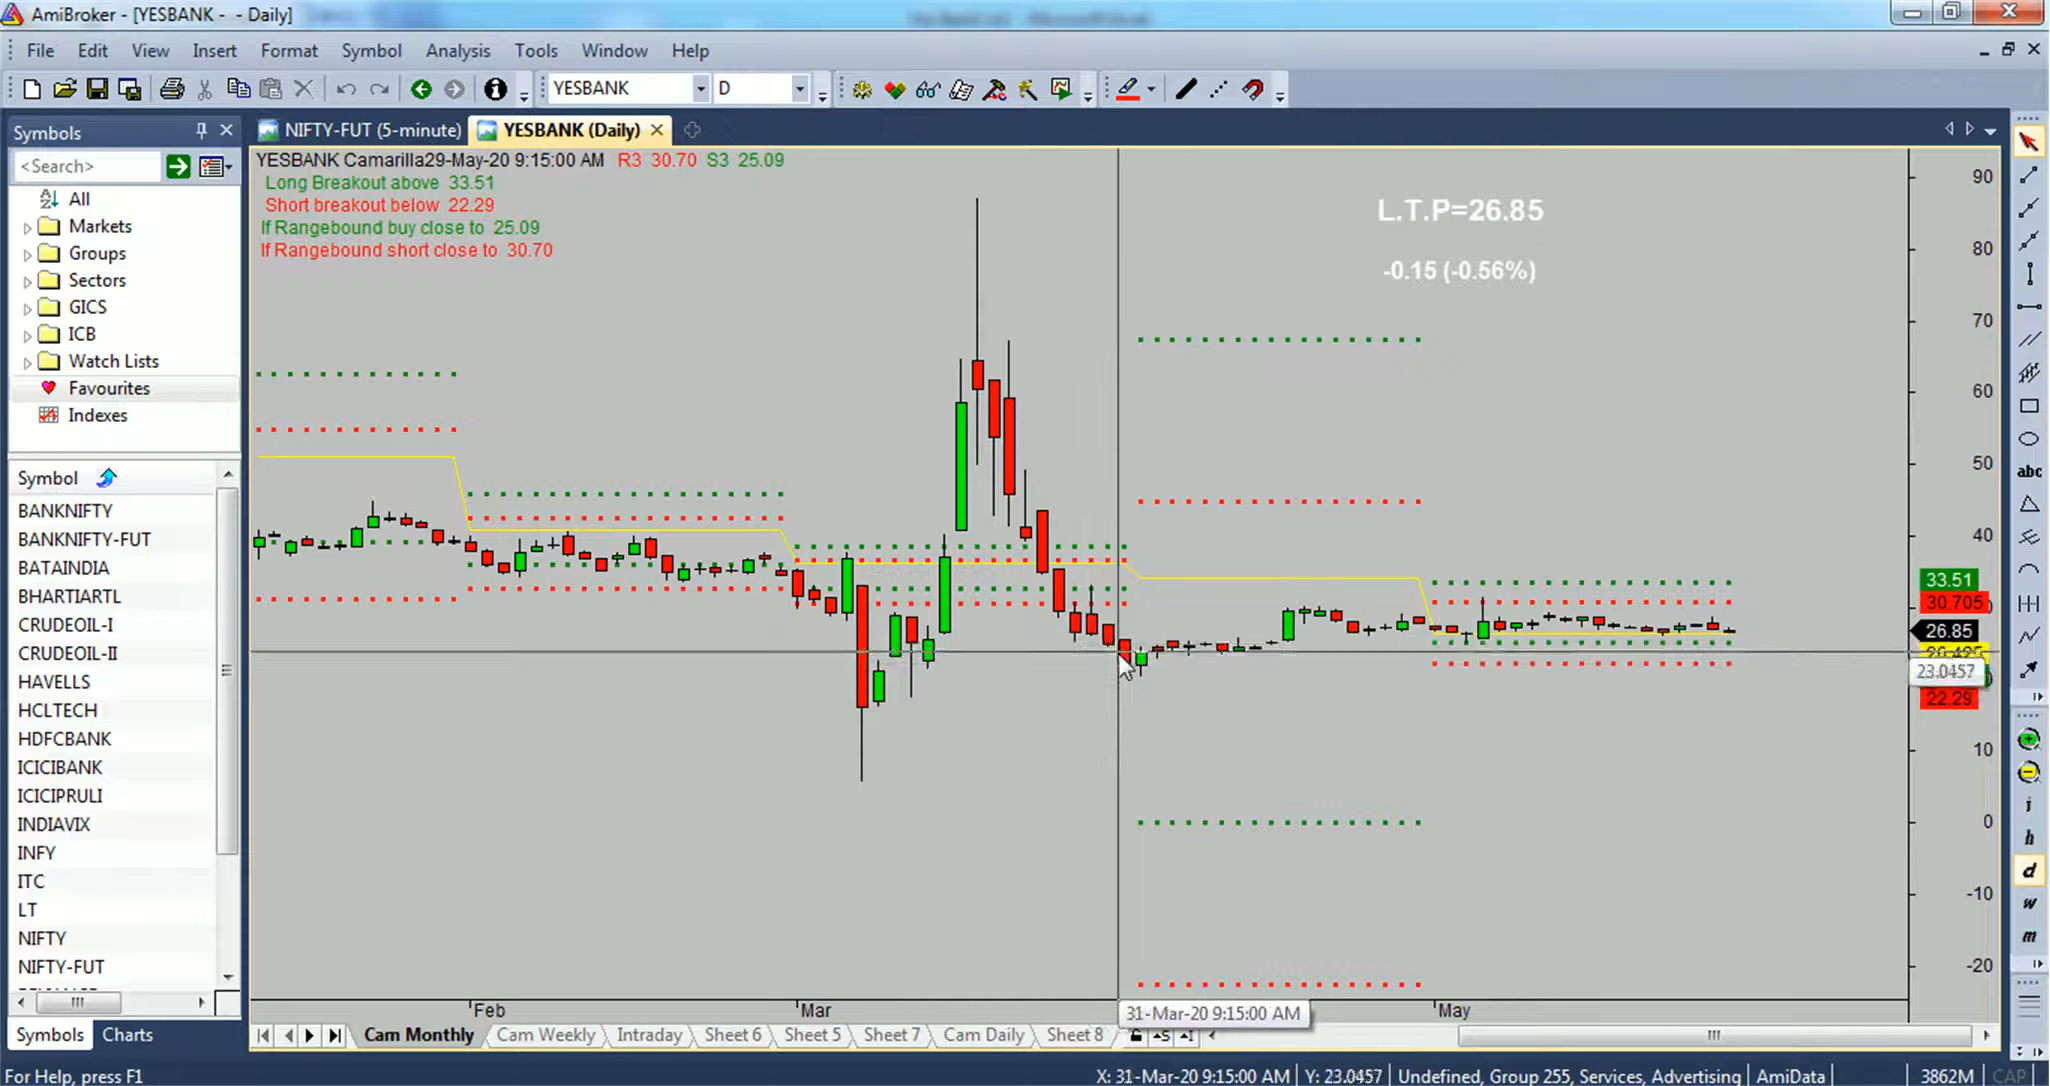 AmiBroker - [YESBANK - - Daily]
File Edit View Insert Format Symbol Analysis Tools Window Help
YESBANK D
Symbols
NIFTY-FUT (5-minute) YESBANK (Daily)
<Search>
All
Markets
Groups
Sectors
GICS
ICB
Watch Lists
Favourites
Indexes
Symbol
BANKNIFTY
BANKNIFTY-FUT
BATAINDIA
BHARTIARTL
CRUDEOIL-I
CRUDEOIL-II
HAVELLS
HCLTECH
HDFCBANK
ICICIBANK
ICICIPRULI
INDIAVIX
INFY
ITC
LT
NIFTY
NIFTY-FUT
Symbols Charts
YESBANK Camarilla29-May-20 9:15:00 AM R3 30.70 S3 25.09
Long Breakout above 33.51
Short breakout below 22.29
If Rangebound buy close to 25.09
If Rangebound short close to 30.70
L.T.P=26.85
-0.15 (-0.56%)
90
80
70
60
50
40
33.51
30.705
26.85
23.0457
22.29
10
0
-10
-20
Feb Mar May
31-Mar-20 9:15:00 AM
Cam Monthly Cam Weekly Intraday Sheet 6 Sheet 5 Sheet 7 Cam Daily Sheet 8
abc
i
h
d
w
m
For Help, press F1
X: 31-Mar-20 9:15:00 AM Y: 23.0457 Undefined, Group 255, Services, Advertising AmiData 3862M CAP